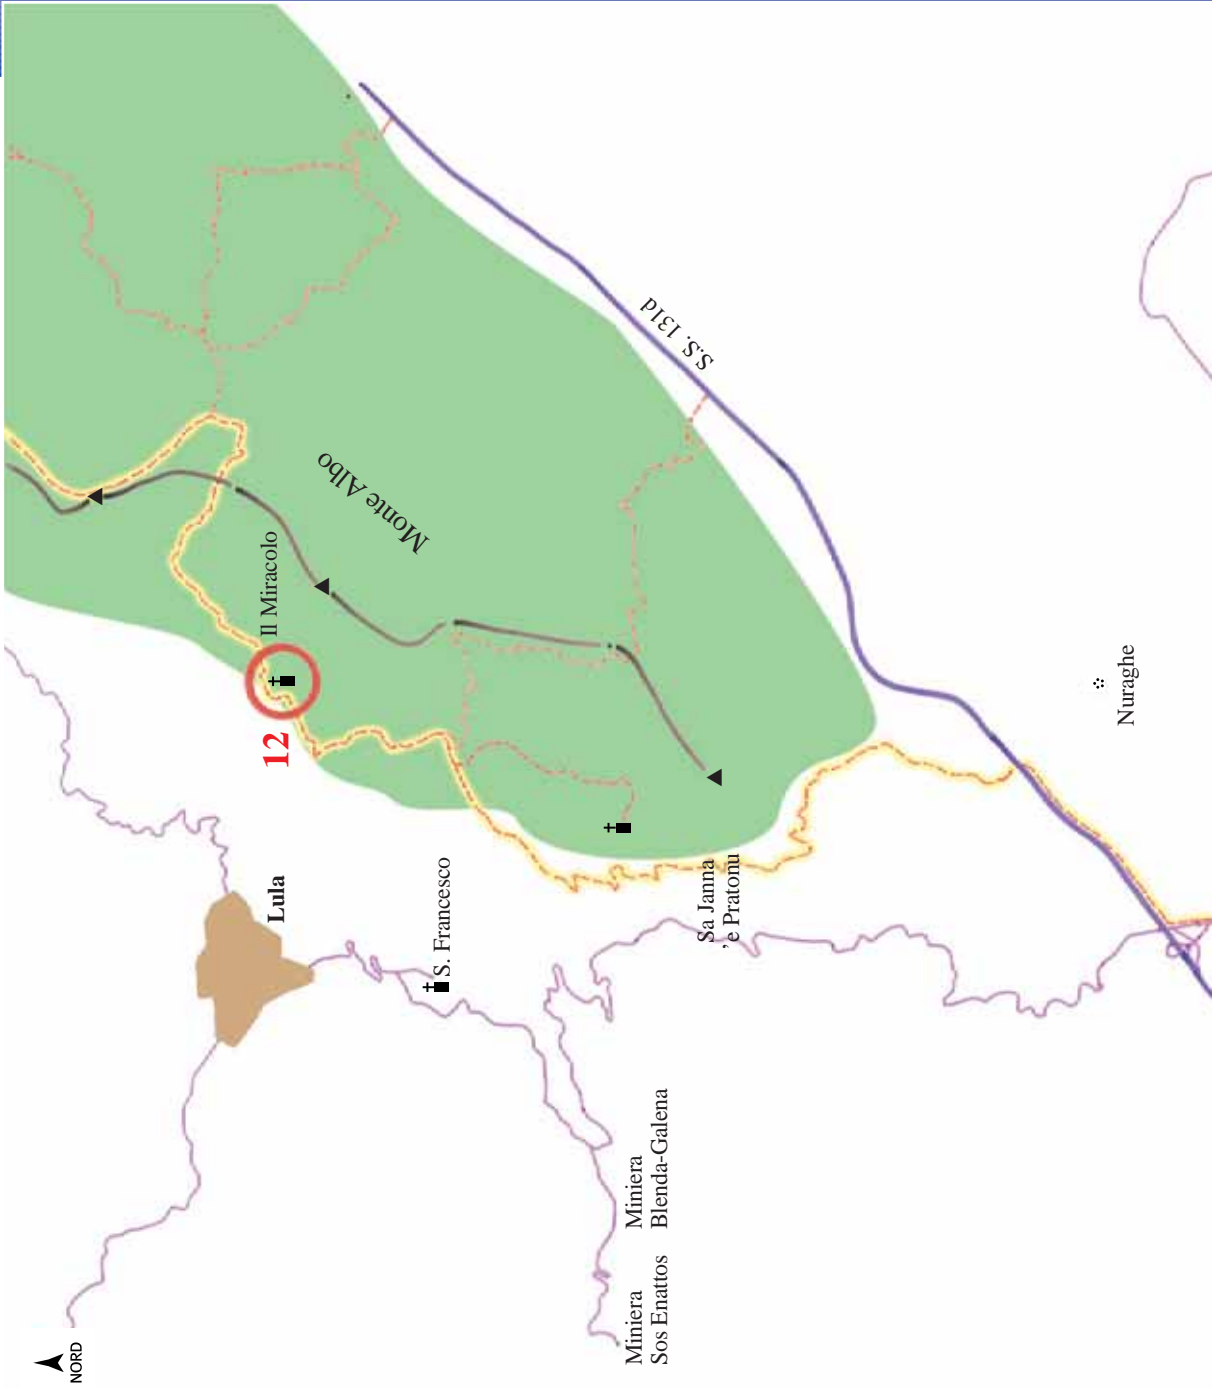 NORD
Lula
12
Il Miracolo
Monte Albo
S.S. 131d
S. Francesco
Sa Janna
'e Pratonu
Miniera
Sos Enattos
Miniera
Blenda-Galena
Nuraghe